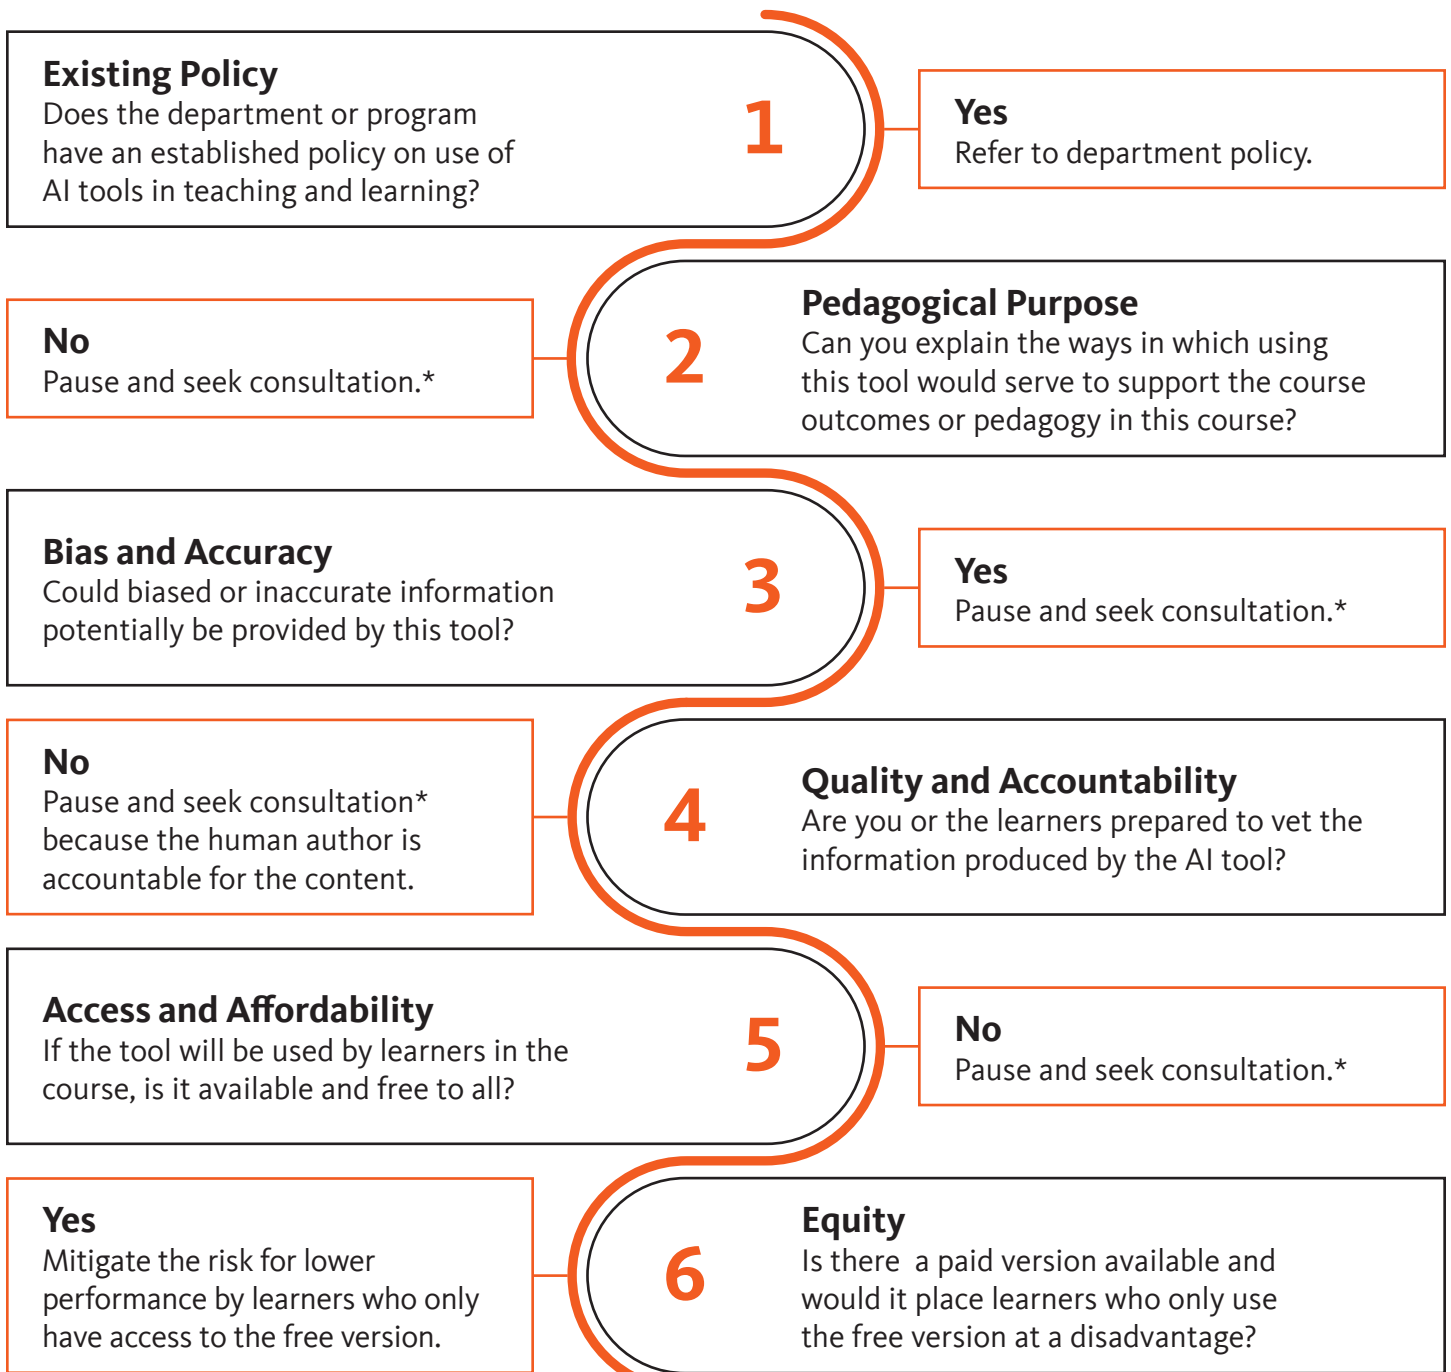 Existing Policy
Does the department or program
have an established policy on use of
AI tools in teaching and learning?
1
Yes
Refer to department policy.
No
Pause and seek consultation.*
2
Pedagogical Purpose
Can you explain the ways in which using
this tool would serve to support the course
outcomes or pedagogy in this course?
Bias and Accuracy
Could biased or inaccurate information
potentially be provided by this tool?
3
Yes
Pause and seek consultation.*
No
Pause and seek consultation*
because the human author is
accountable for the content.
4
Quality and Accountability
Are you or the learners prepared to vet the
information produced by the AI tool?
Access and Affordability
If the tool will be used by learners in the
course, is it available and free to all?
5
No
Pause and seek consultation.*
Yes
Mitigate the risk for lower
performance by learners who only
have access to the free version.
6
Equity
Is there  a paid version available and
would it place learners who only use
the free version at a disadvantage?